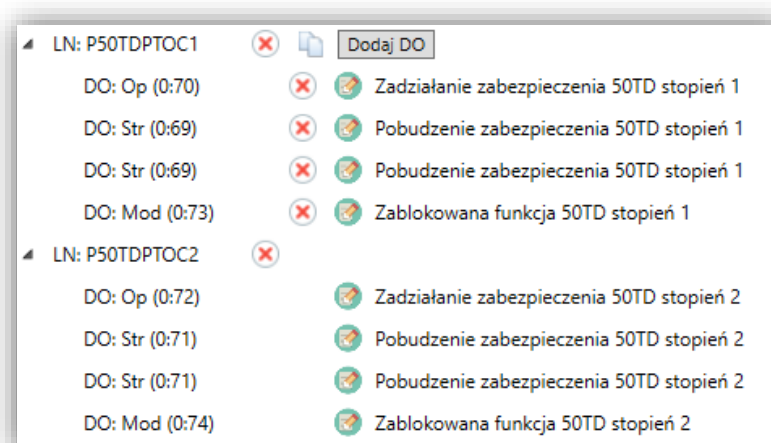 LN: P50TDPTOC1 Dodaj DO
DO: Op (0:70) Zadziałanie zabezpieczenia 50TD stopień 1
DO: Str (0:69) Pobudzenie zabezpieczenia 50TD stopień 1
DO: Str (0:69) Pobudzenie zabezpieczenia 50TD stopień 1
DO: Mod (0:73) Zablokowana funkcja 50TD stopień 1
LN: P50TDPTOC2
DO: Op (0:72) Zadziałanie zabezpieczenia 50TD stopień 2
DO: Str (0:71) Pobudzenie zabezpieczenia 50TD stopień 2
DO: Str (0:71) Pobudzenie zabezpieczenia 50TD stopień 2
DO: Mod (0:74) Zablokowana funkcja 50TD stopień 2